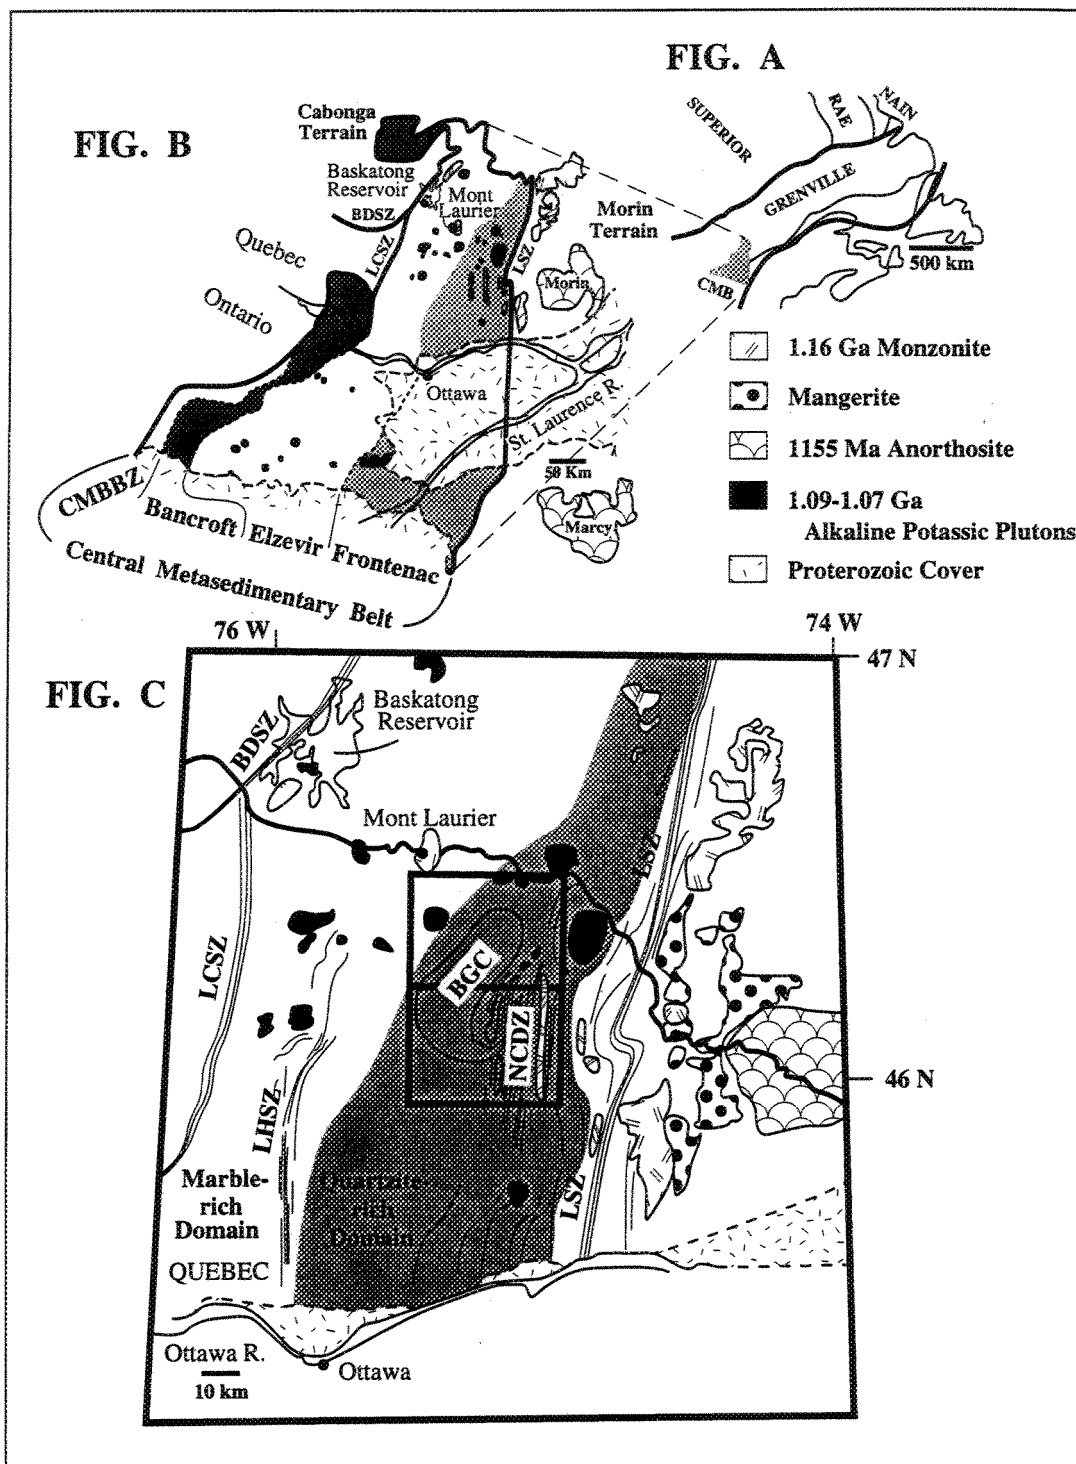 FIG. A
FIG. B
Cabonga
Terrain
Baskatong
Reservoir
BDSZ
Mont
Laurier
LCSZ
LSZ
Quebec
Ontario
Morin
Terrain
Morin
Ottawa
St. Laurence R.
50 Km
Marcy
CMBBZ
Bancroft
Elzevir
Frontenac
Central Metasedimentary Belt
SUPERIOR
RAE
NAIN
GRENVILLE
CMB
500 km
1.16 Ga Monzonite
Mangerite
1155 Ma Anorthosite
1.09-1.07 Ga
Alkaline Potassic Plutons
Proterozoic Cover
76 W
74 W
47 N
FIG. C
BDSZ
Baskatong
Reservoir
Mont Laurier
LSZ
LCSZ
BGC
NCDZ
46 N
LHSZ
LSZ
Marble-
rich
Domain
Quartzite-
rich
Domain
QUEBEC
Ottawa R.
10 km
Ottawa